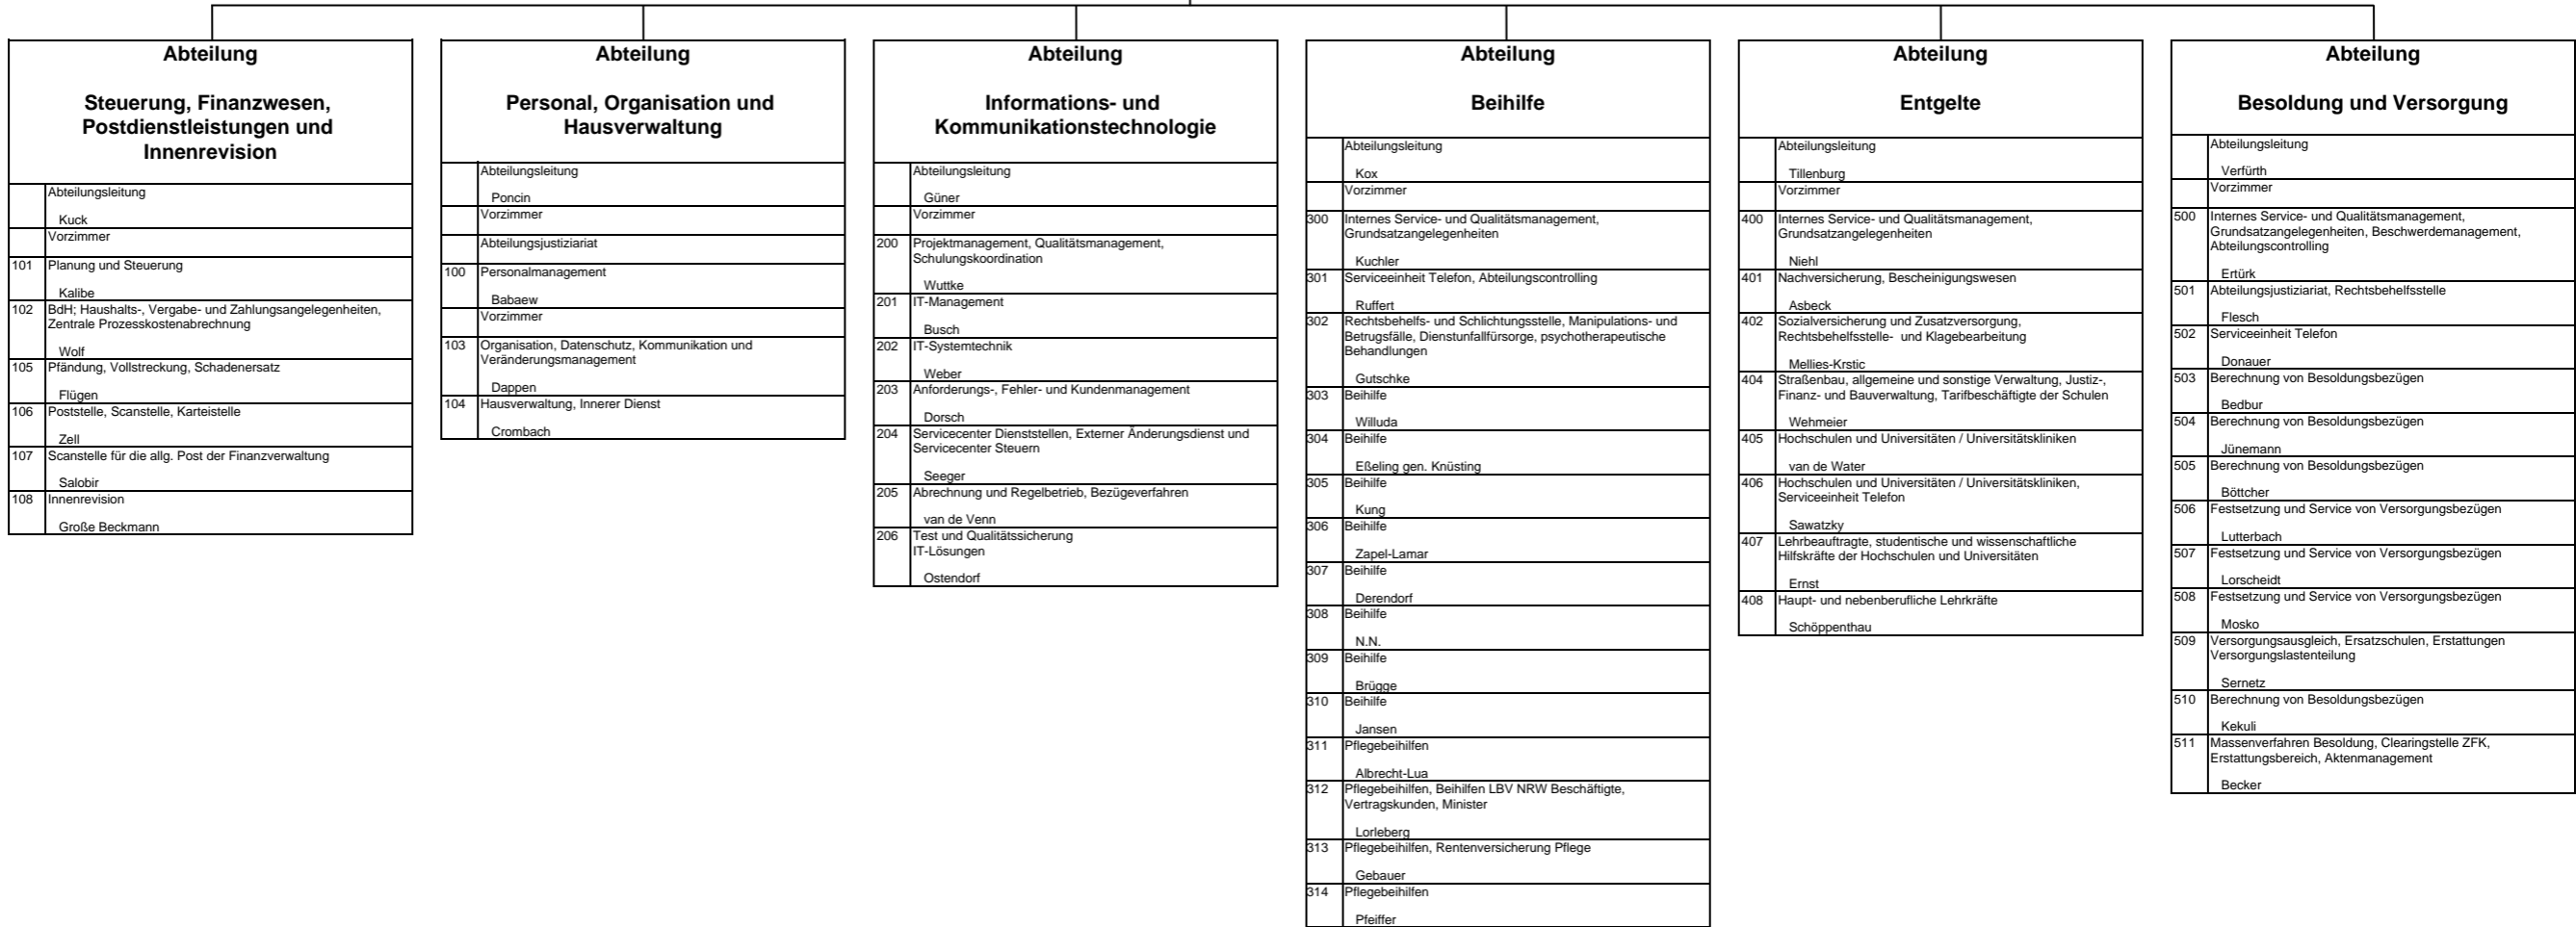 Abteilung
Steuerung, Finanzwesen,
Postdienstleistungen und
Innenrevision
Abteilungsleitung
Kuck
Vorzimmer
101 Planung und Steuerung
Kalibe
102 BdH; Haushalts-, Vergabe- und Zahlungsangelegenheiten,
Zentrale Prozesskostenabrechnung
Wolf
105 Pfändung, Vollstreckung, Schadenersatz
Flügen
106 Poststelle, Scanstelle, Karteistelle
Zell
107 Scanstelle für die allg. Post der Finanzverwaltung
Salobir
108 Innenrevision
Große Beckmann
Abteilung
Personal, Organisation und
Hausverwaltung
Abteilungsleitung
Poncin
Vorzimmer
Abteilungsjustiziariat
100 Personalmanagement
Babaew
Vorzimmer
103 Organisation, Datenschutz, Kommunikation und
Veränderungsmanagement
Dappen
104 Hausverwaltung, Innerer Dienst
Crombach
Abteilung
Informations- und
Kommunikationstechnologie
Abteilungsleitung
Güner
Vorzimmer
200 Projektmanagement, Qualitätsmanagement,
Schulungskoordination
Wuttke
201 IT-Management
Busch
202 IT-Systemtechnik
Weber
203 Anforderungs-, Fehler- und Kundenmanagement
Dorsch
204 Servicecenter Dienststellen, Externer Änderungsdienst und
Servicecenter Steuern
Seeger
205 Abrechnung und Regelbetrieb, Bezügeverfahren
van de Venn
206 Test und Qualitätssicherung
IT-Lösungen
Ostendorf
Abteilung
Beihilfe
Abteilungsleitung
Kox
Vorzimmer
300 Internes Service- und Qualitätsmanagement,
Grundsatzangelegenheiten
Kuchler
301 Serviceeinheit Telefon, Abteilungscontrolling
Ruffert
302 Rechtsbehelfs- und Schlichtungsstelle, Manipulations- und
Betrugsfälle, Dienstunfallfürsorge, psychotherapeutische
Behandlungen
Gutschke
303 Beihilfe
Willuda
304 Beihilfe
Eßeling gen. Knüsting
305 Beihilfe
Kung
306 Beihilfe
Zapel-Lamar
307 Beihilfe
Derendorf
308 Beihilfe
N.N.
309 Beihilfe
Brügge
310 Beihilfe
Jansen
311 Pflegebeihilfen
Albrecht-Lua
312 Pflegebeihilfen, Beihilfen LBV NRW Beschäftigte,
Vertragskunden, Minister
Lorleberg
313 Pflegebeihilfen, Rentenversicherung Pflege
Gebauer
314 Pflegebeihilfen
Pfeiffer
Abteilung
Entgelte
Abteilungsleitung
Tillenburg
Vorzimmer
400 Internes Service- und Qualitätsmanagement,
Grundsatzangelegenheiten
Niehl
401 Nachversicherung, Bescheinigungswesen
Asbeck
402 Sozialversicherung und Zusatzversorgung,
Rechtsbehelfsstelle- und Klagebearbeitung
Mellies-Krstic
404 Straßenbau, allgemeine und sonstige Verwaltung, Justiz-,
Finanz- und Bauverwaltung, Tarifbeschäftigte der Schulen
Wehmeier
405 Hochschulen und Universitäten / Universitätskliniken
van de Water
406 Hochschulen und Universitäten / Universitätskliniken,
Serviceeinheit Telefon
Sawatzky
407 Lehrbeauftragte, studentische und wissenschaftliche
Hilfskräfte der Hochschulen und Universitäten
Ernst
408 Haupt- und nebenberufliche Lehrkräfte
Schöppenthau
Abteilung
Besoldung und Versorgung
Abteilungsleitung
Verfürth
Vorzimmer
500 Internes Service- und Qualitätsmanagement,
Grundsatzangelegenheiten, Beschwerdemanagement,
Abteilungscontrolling
Ertürk
501 Abteilungsjustiziariat, Rechtsbehelfsstelle
Flesch
502 Serviceeinheit Telefon
Donauer
503 Berechnung von Besoldungsbezügen
Bedbur
504 Berechnung von Besoldungsbezügen
Jünemann
505 Berechnung von Besoldungsbezügen
Böttcher
506 Festsetzung und Service von Versorgungsbezügen
Lutterbach
507 Festsetzung und Service von Versorgungsbezügen
Lorscheidt
508 Festsetzung und Service von Versorgungsbezügen
Mosko
509 Versorgungsausgleich, Ersatzschulen, Erstattungen
Versorgungslastenteilung
Sernetz
510 Berechnung von Besoldungsbezügen
Kekuli
511 Massenverfahren Besoldung, Clearingstelle ZFK,
Erstattungsbereich, Aktenmanagement
Becker